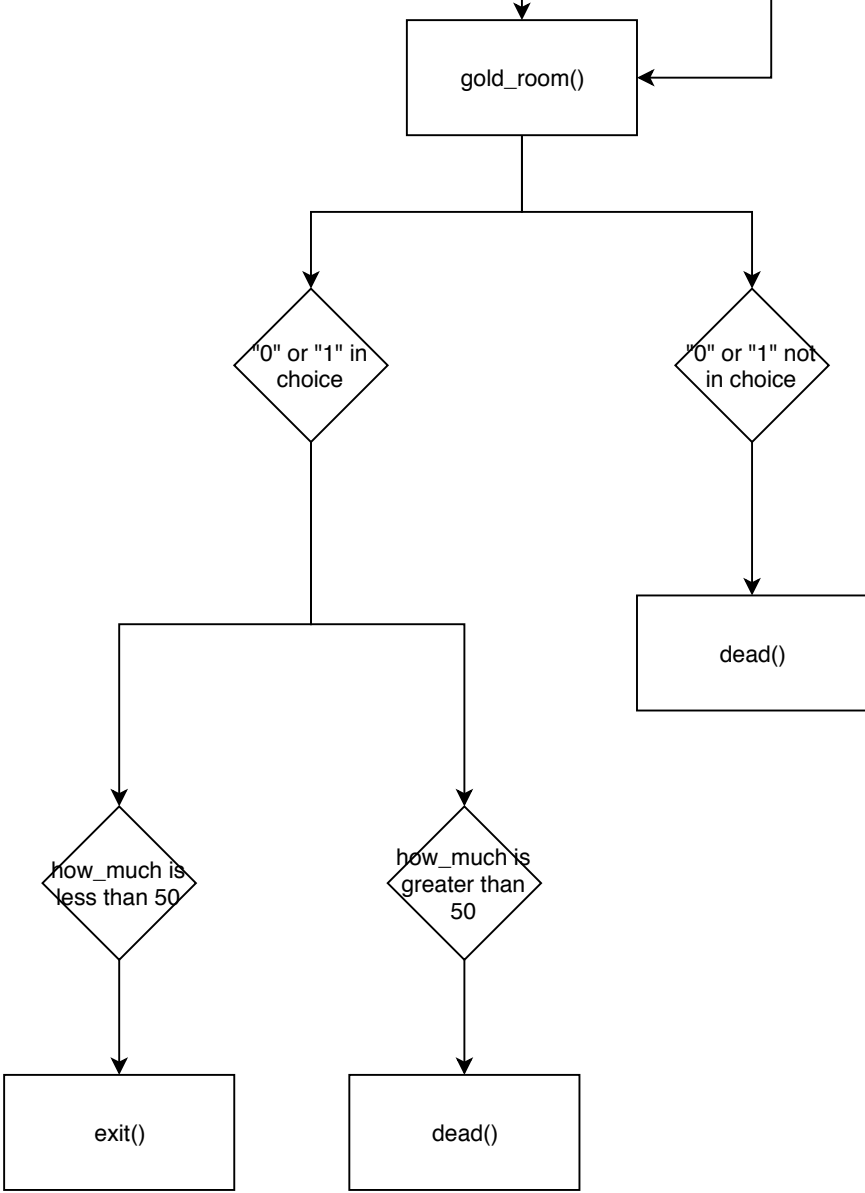 gold_room()
"0" or "1" in
choice
"0" or "1" not
in choice
dead()
how_much is
less than 50
how_much is
greater than
50
exit()
dead()